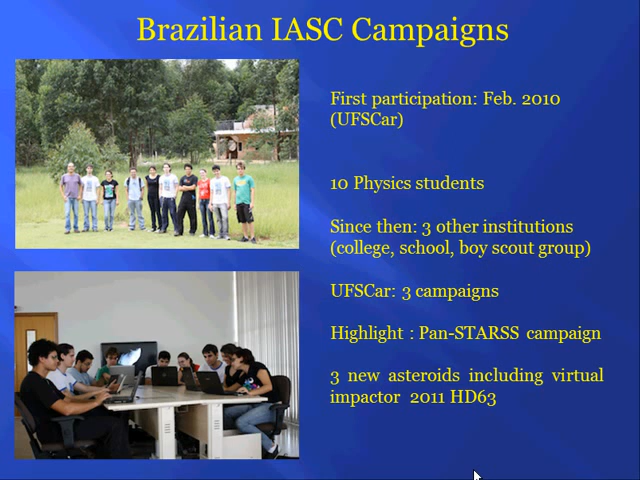 Brazilian IASC Campaigns
First participation: Feb. 2010
(UFSCar)
10 Physics students
Since then: 3 other institutions
(college, school, boy scout group)
UFSCar: 3 campaigns
Highlight : Pan-STARSS campaign
3 new asteroids including virtual
impactor 2011 HD63